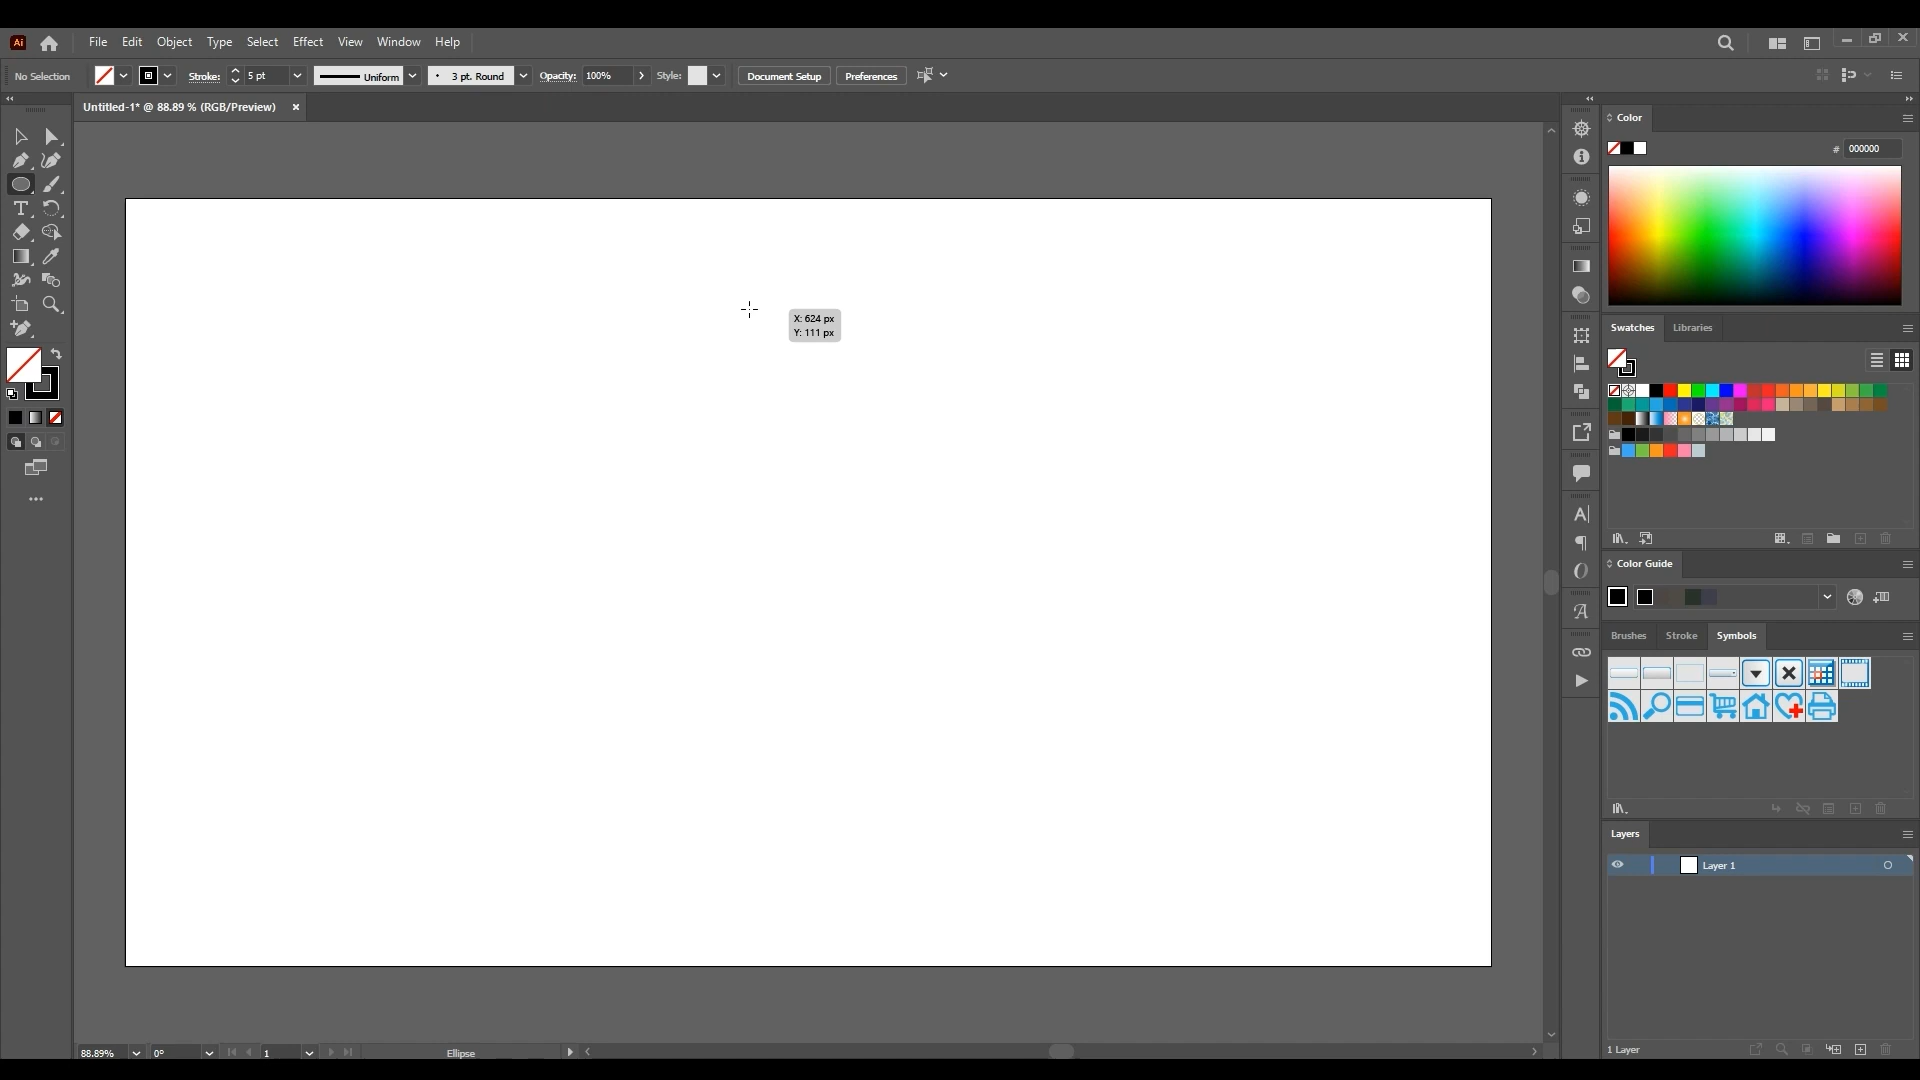 Ai File Edit Object Type Select Effect View Window Help
No Selection Stroke: 5 pt Uniform 3 pt. Round Opacity: 100% Style: Document Setup Preferences
Untitled-1* @ 88.89 % (RGB/Preview)
Color
# 000000
X: 624 px
Y: 111 px
Swatches Libraries
Color Guide
Brushes Stroke Symbols
Layers
Layer 1
1 Layer
88.89% 0° 1 Ellipse